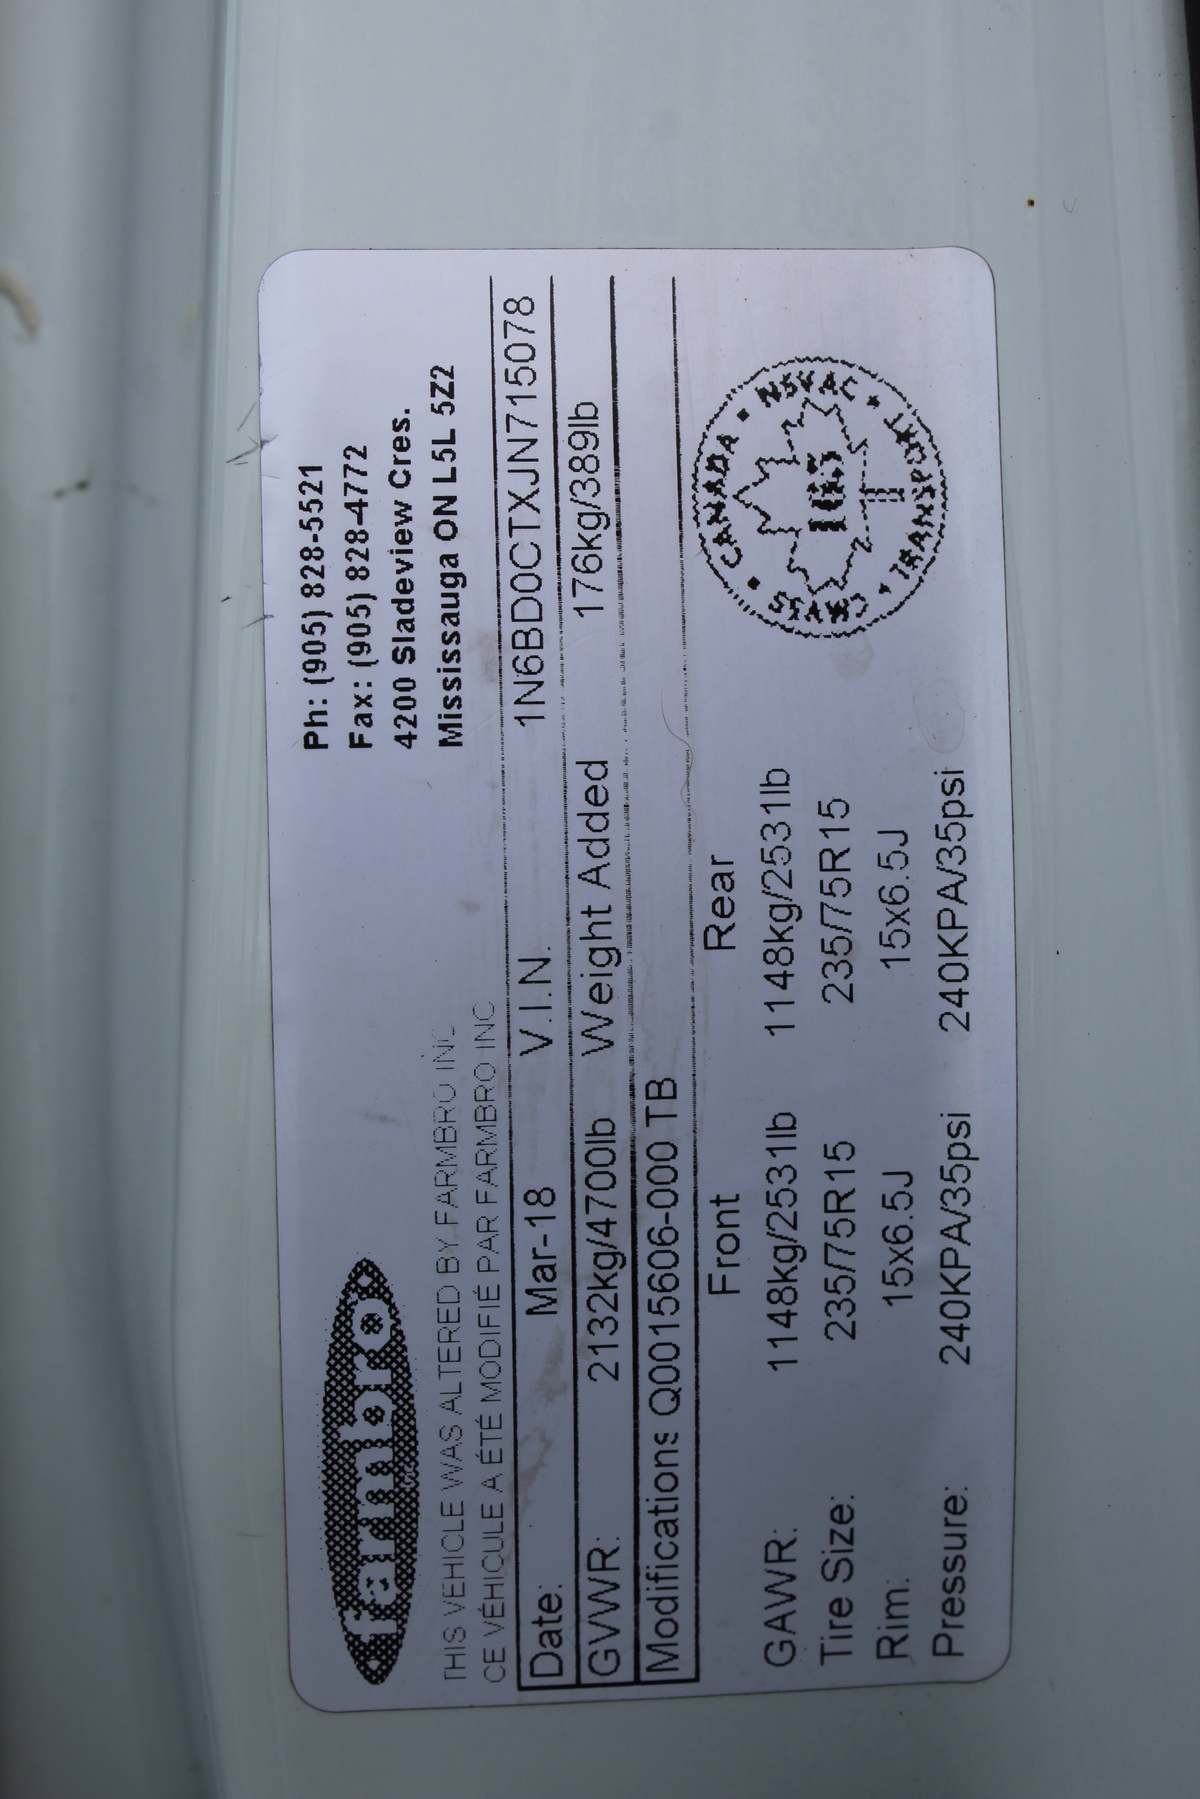 farmbro
Ph: (905) 828-5521
Fax: (905) 828-4772
4200 Sladeview Cres.
Mississauga ON L5L 5Z2
THIS VEHICLE WAS ALTERED BY FARMBRO INC
CE VÉHICULE A ÉTÉ MODIFIÉ PAR FARMBRO INC
Date: Mar-18 V.I.N. 1N6BD0CTXJN715078
GVWR: 2132kg/4700lb Weight Added 176kg/389lb
Modifications Q0015606-000 TB
Front Rear
GAWR: 1148kg/2531lb 1148kg/2531lb
Tire Size: 235/75R15 235/75R15
Rim: 15x6.5J 15x6.5J
Pressure: 240KPA/35psi 240KPA/35psi
CANADA • NSVAC • TRANSPORT • CMVSS •